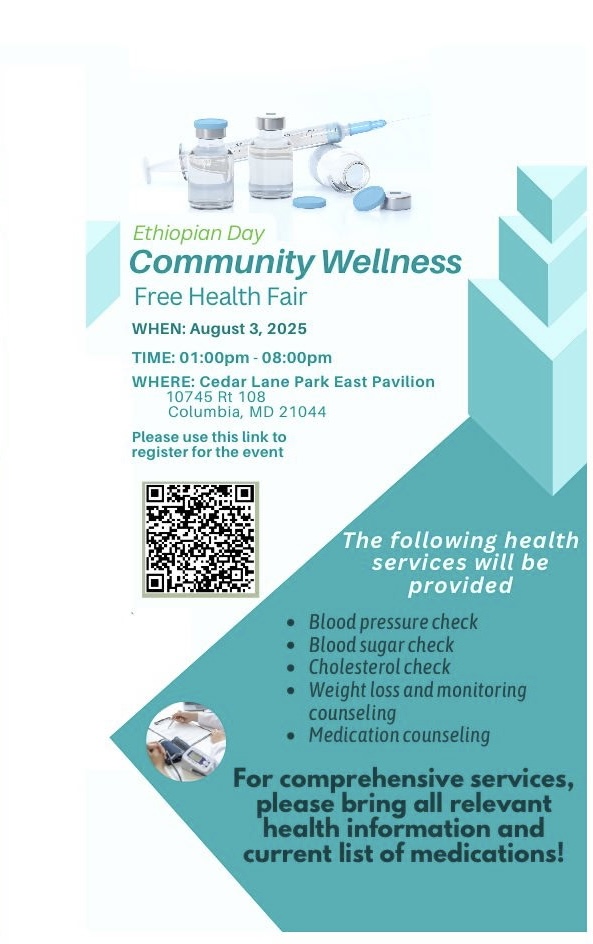 Ethiopian Day
Community Wellness
Free Health Fair
WHEN: August 3, 2025
TIME: 01:00pm - 08:00pm
WHERE: Cedar Lane Park East Pavilion
10745 Rt 108
Columbia, MD 21044
Please use this link to
register for the event
The following health
services will be
provided
• Blood pressure check
• Blood sugar check
• Cholesterol check
• Weight loss and monitoring
counseling
• Medication counseling
For comprehensive services,
please bring all relevant
health information and
current list of medications!